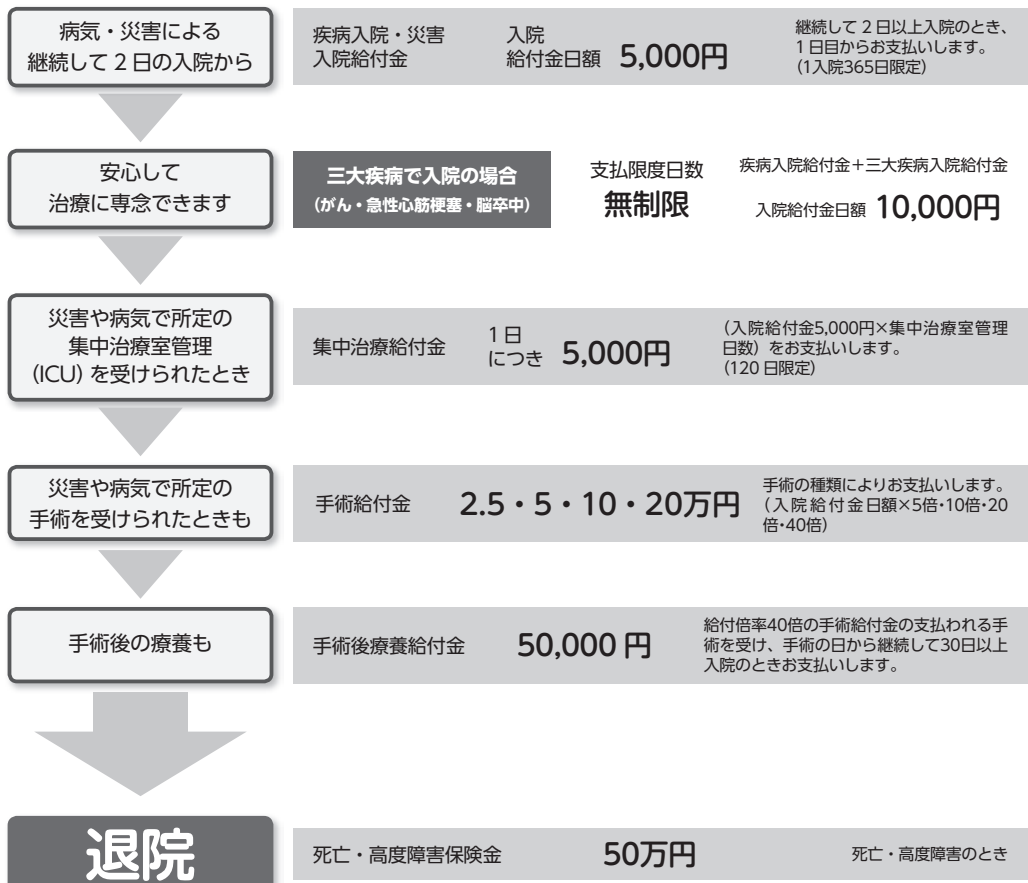 病気・災害による
継続して2日の入院から
疾病入院・災害
入院給付金
入院
給付金日額 5,000円
継続して2日以上入院のとき、
1日目からお支払いします。
(1入院365日限定)
安心して
治療に専念できます
三大疾病で入院の場合
(がん・急性心筋梗塞・脳卒中)
支払限度日数
無制限
疾病入院給付金+三大疾病入院給付金
入院給付金日額 10,000円
災害や病気で所定の
集中治療室管理
(ICU)を受けられたとき
集中治療給付金
1日
につき 5,000円
(入院給付金5,000円×集中治療室管理
日数)をお支払いします。
(120日限定)
災害や病気で所定の
手術を受けられたときも
手術給付金
2.5・5・10・20万円
手術の種類によりお支払いします。
(入院給付金日額×5倍・10倍・20
倍・40倍)
手術後の療養も
手術後療養給付金
50,000円
給付倍率40倍の手術給付金の支払われる手
術を受け、手術の日から継続して30日以上
入院のときお支払いします。
退院
死亡・高度障害保険金
50万円
死亡・高度障害のとき